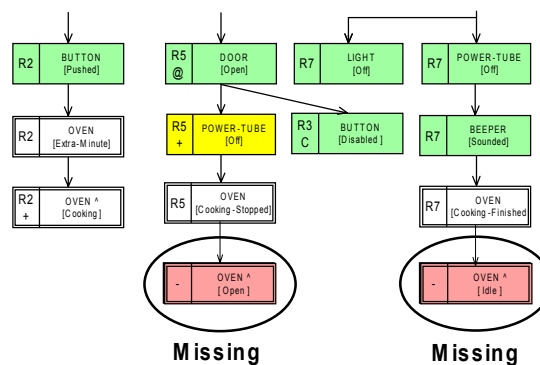 R2
BUTTON
[Pushed]
R5
@
DOOR
[Open]
R7
LIGHT
[Off]
R7
POWER-TUBE
[Off]
R2
OVEN
[Extra-Minute]
R5
+
POWER-TUBE
[Off]
R3
C
BUTTON
[Disabled ]
R7
BEEPER
[Sounded]
R2
+
OVEN ^
[Cooking]
R5
OVEN
[Cooking-Stopped]
R7
OVEN
[Cooking-Finished
-
OVEN ^
[ Open]
-
OVEN ^
[ Idle]
Missing
Missing